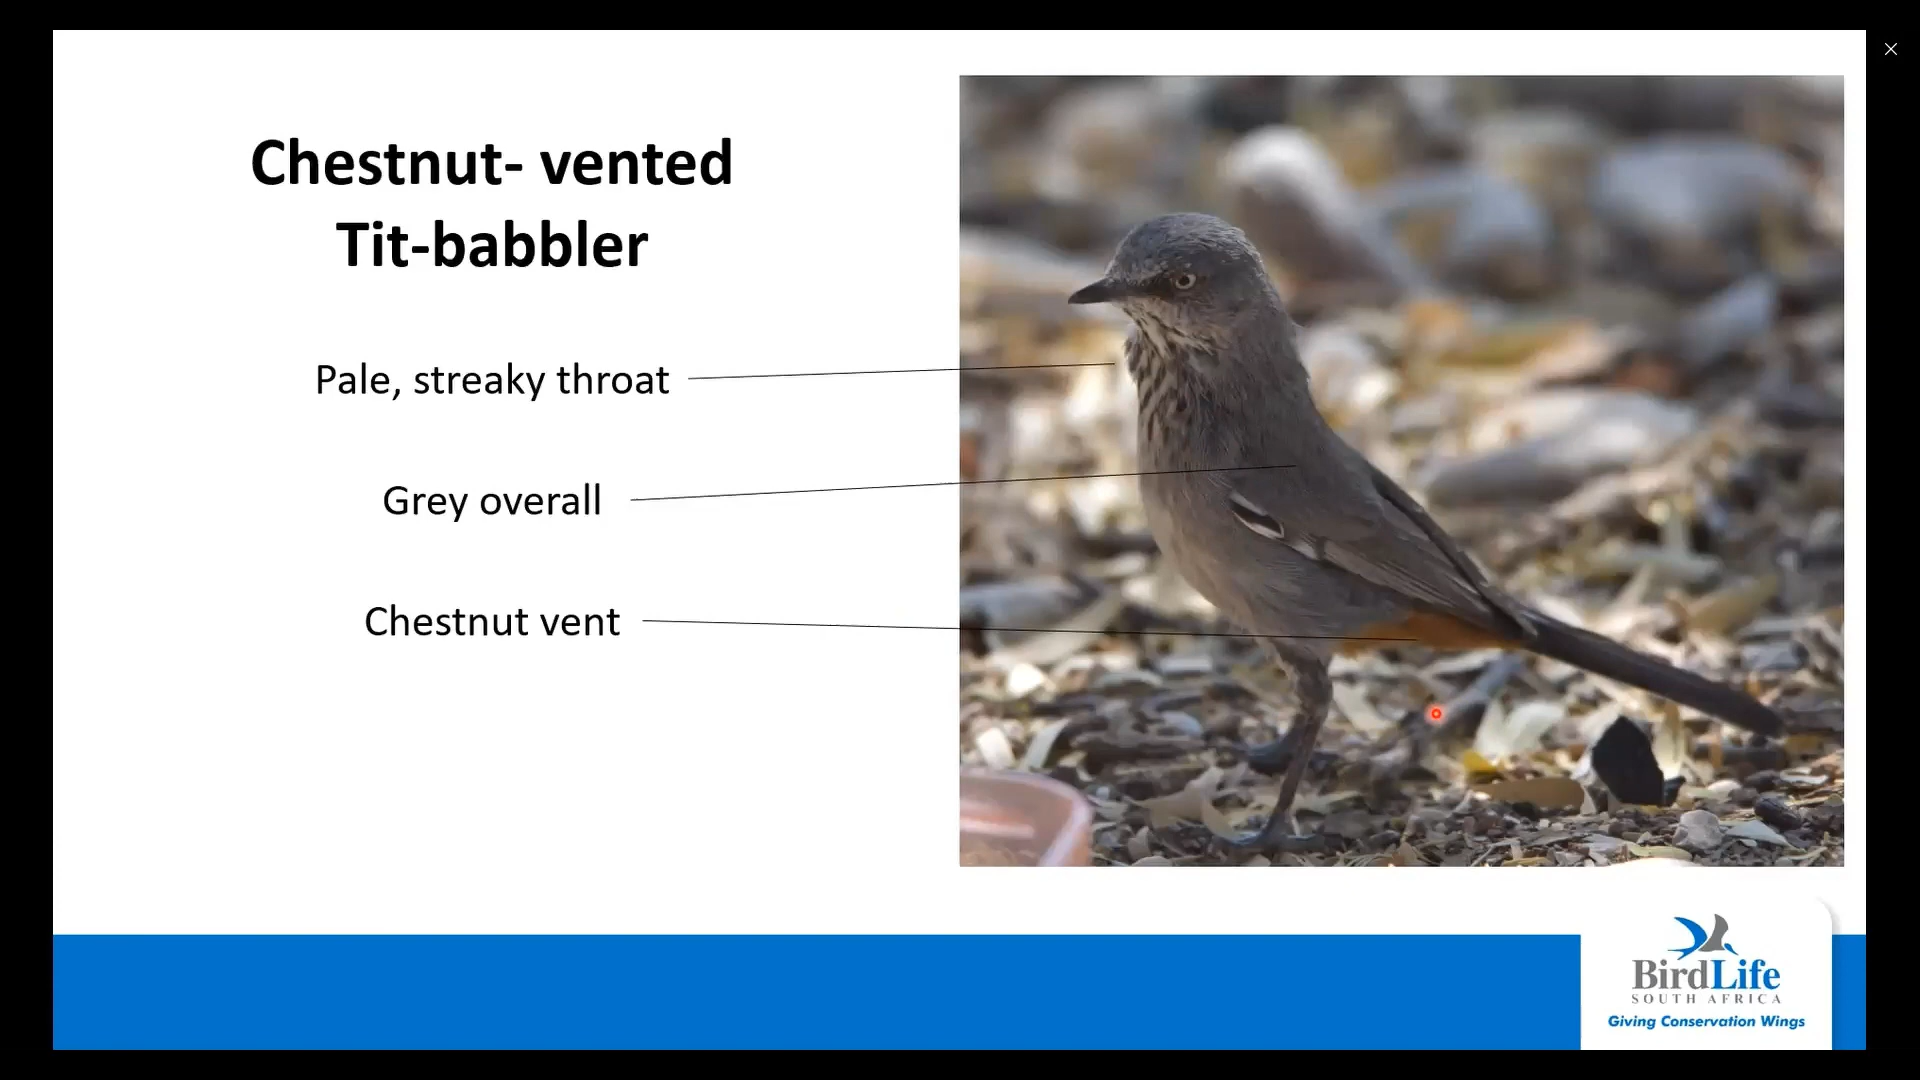 Chestnut- vented
Tit-babbler
Pale, streaky throat
Grey overall
Chestnut vent
BirdLife
SOUTH AFRICA
Giving Conservation Wings